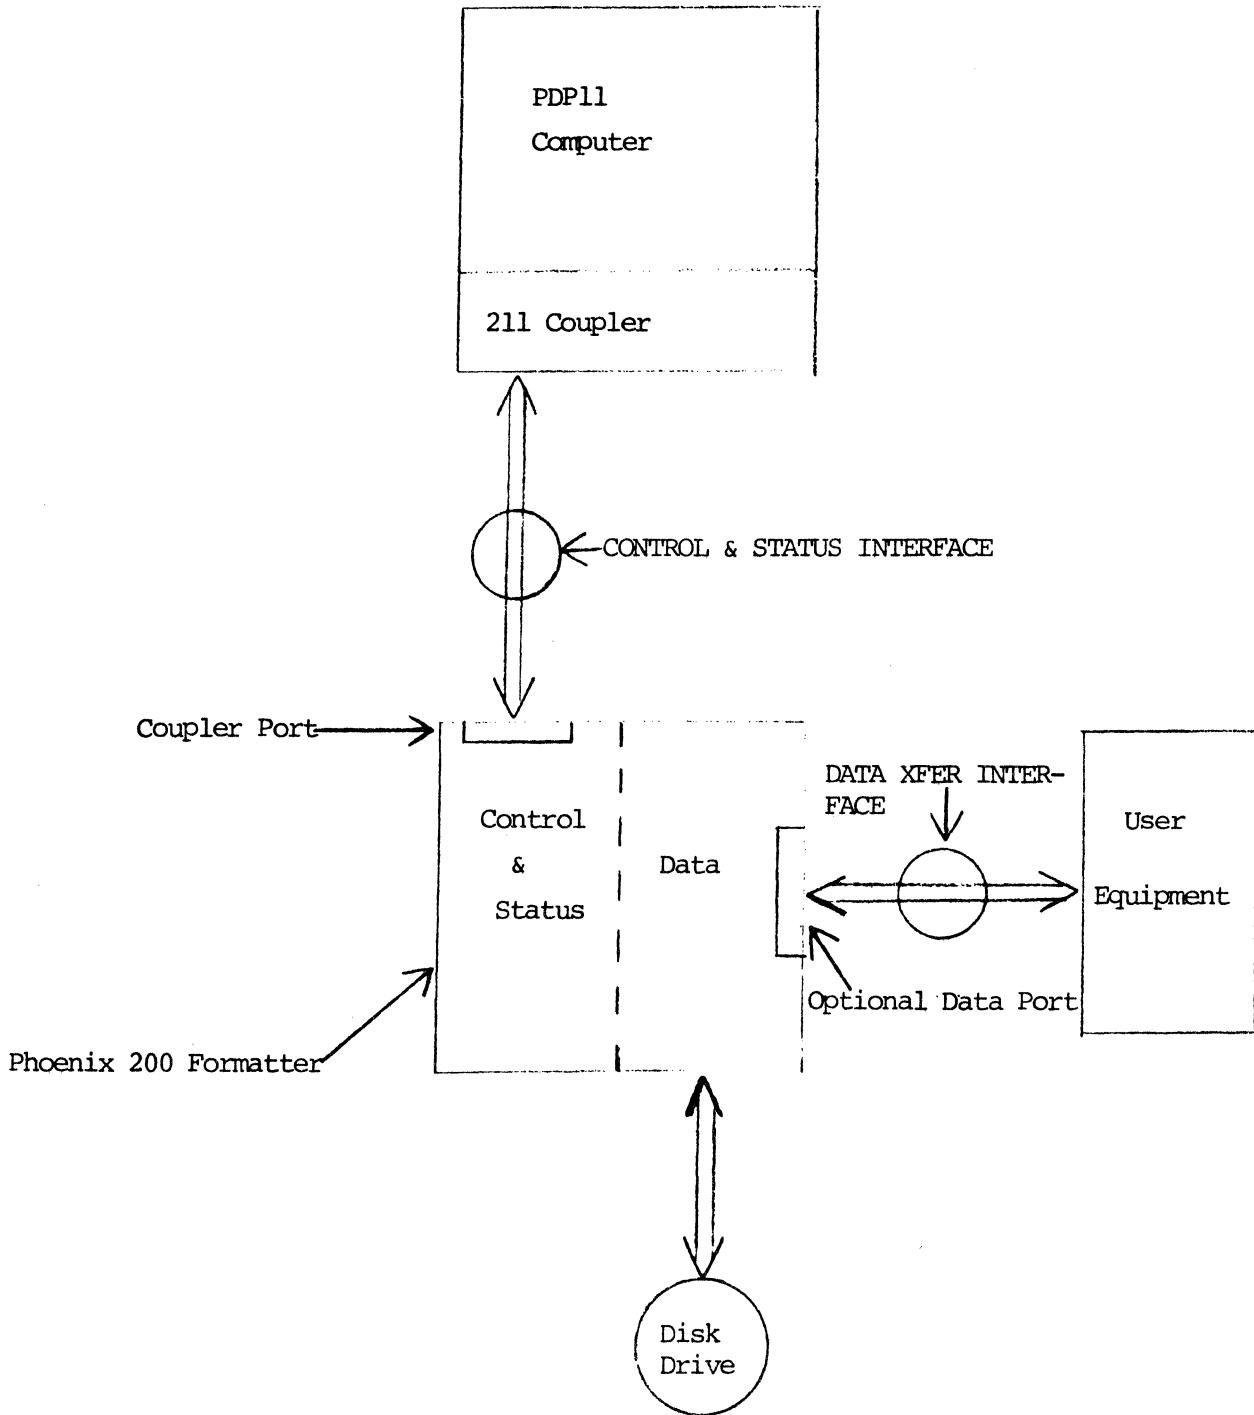 PDP11
Computer
211 Coupler
CONTROL & STATUS INTERFACE
Coupler Port
Control
&
Status
Data
DATA XFER INTER-
FACE
User
Equipment
Optional Data Port
Phoenix 200 Formatter
Disk
Drive